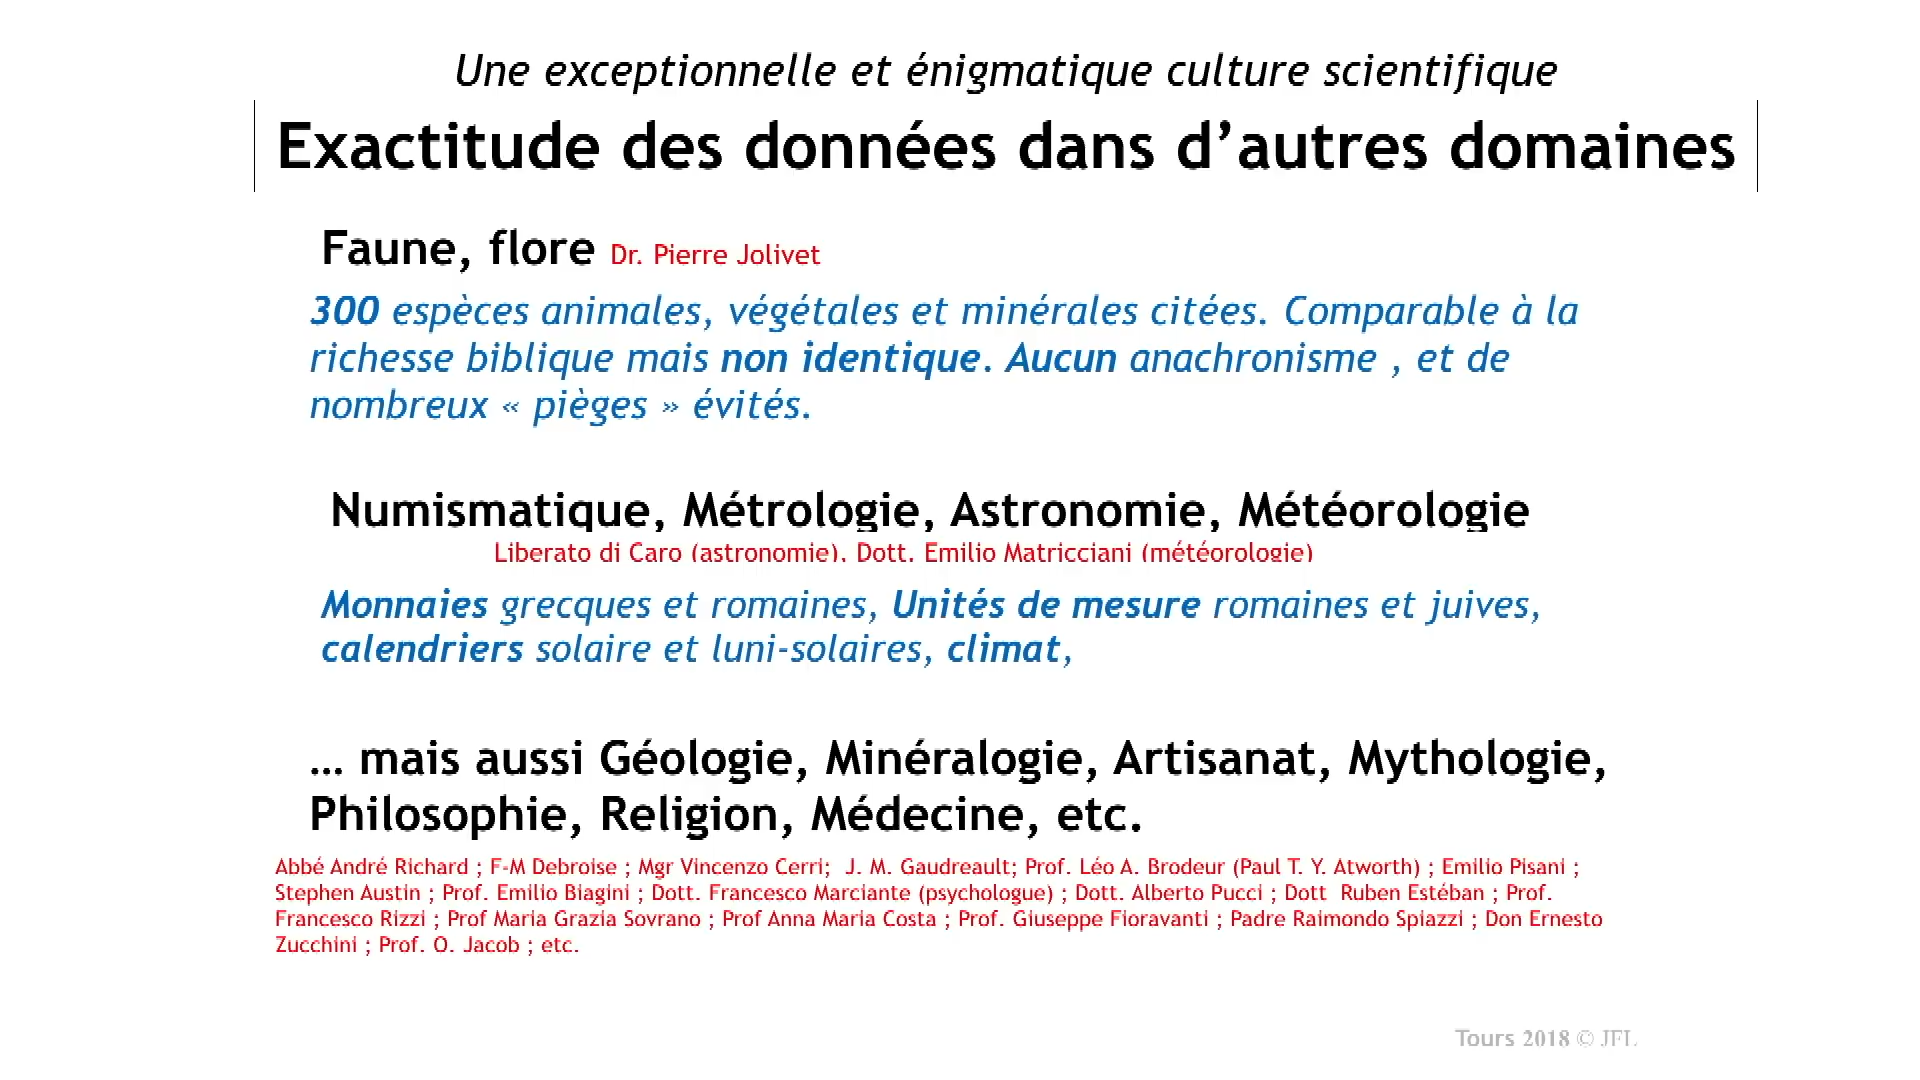 Une exceptionnelle et énigmatique culture scientifique
Exactitude des données dans d’autres domaines
Faune, flore Dr. Pierre Jolivet
300 espèces animales, végétales et minérales citées. Comparable à la
richesse biblique mais non identique. Aucun anachronisme , et de
nombreux « pièges » évités.
Numismatique, Métrologie, Astronomie, Météorologie
Liberato di Caro (astronomie). Dott. Emilio Matricciani (météorologie)
Monnaies grecques et romaines, Unités de mesure romaines et juives,
calendriers solaire et luni-solaires, climat,
… mais aussi Géologie, Minéralogie, Artisanat, Mythologie,
Philosophie, Religion, Médecine, etc.
Abbé André Richard ; F-M Debroise ; Mgr Vincenzo Cerri;  J. M. Gaudreault; Prof. Léo A. Brodeur (Paul T. Y. Atworth) ; Emilio Pisani ;
Stephen Austin ; Prof. Emilio Biagini ; Dott. Francesco Marciante (psychologue) ; Dott. Alberto Pucci ; Dott  Ruben Estéban ; Prof.
Francesco Rizzi ; Prof Maria Grazia Sovrano ; Prof Anna Maria Costa ; Prof. Giuseppe Fioravanti ; Padre Raimondo Spiazzi ; Don Ernesto
Zucchini ; Prof. O. Jacob ; etc.
Tours 2018 © JFL